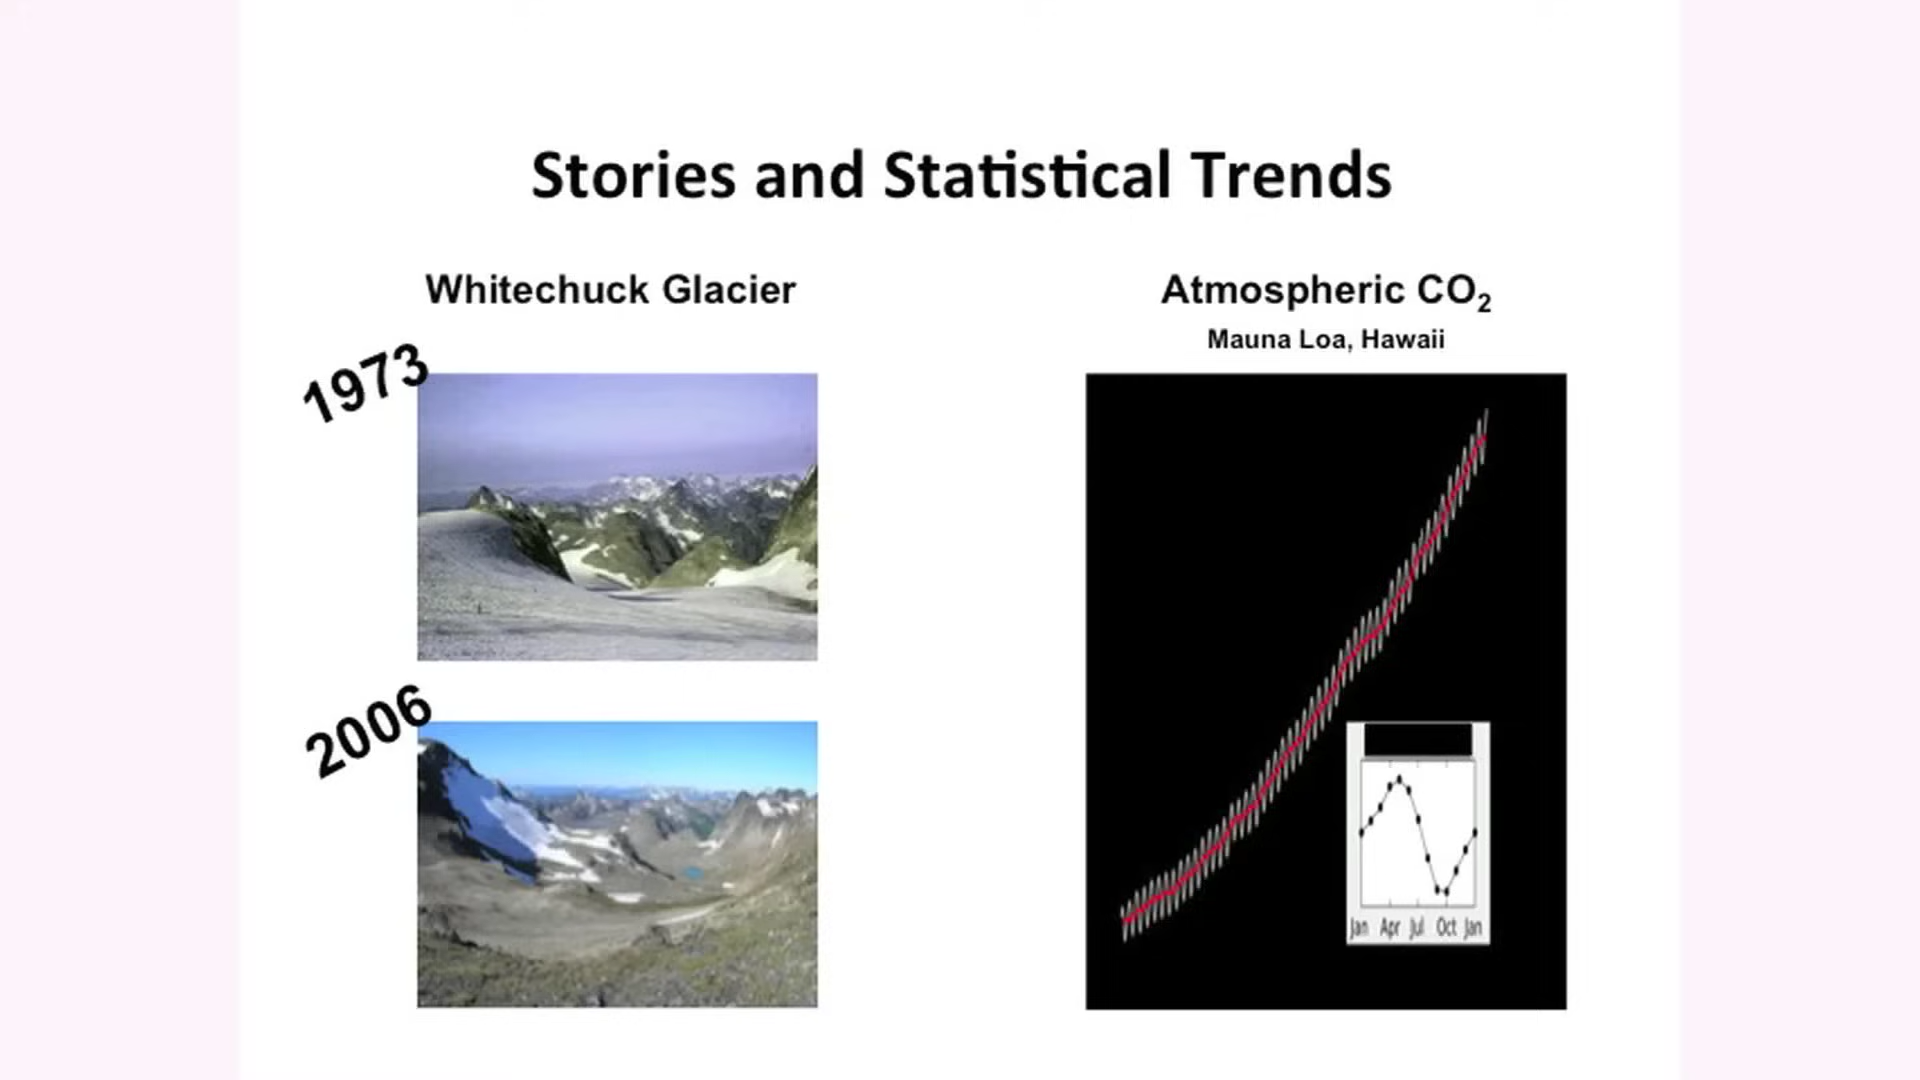 Stories and Statistical Trends
Whitechuck Glacier
1973
2006
Atmospheric CO₂
Mauna Loa, Hawaii
Jan Apr Jul Oct Jan